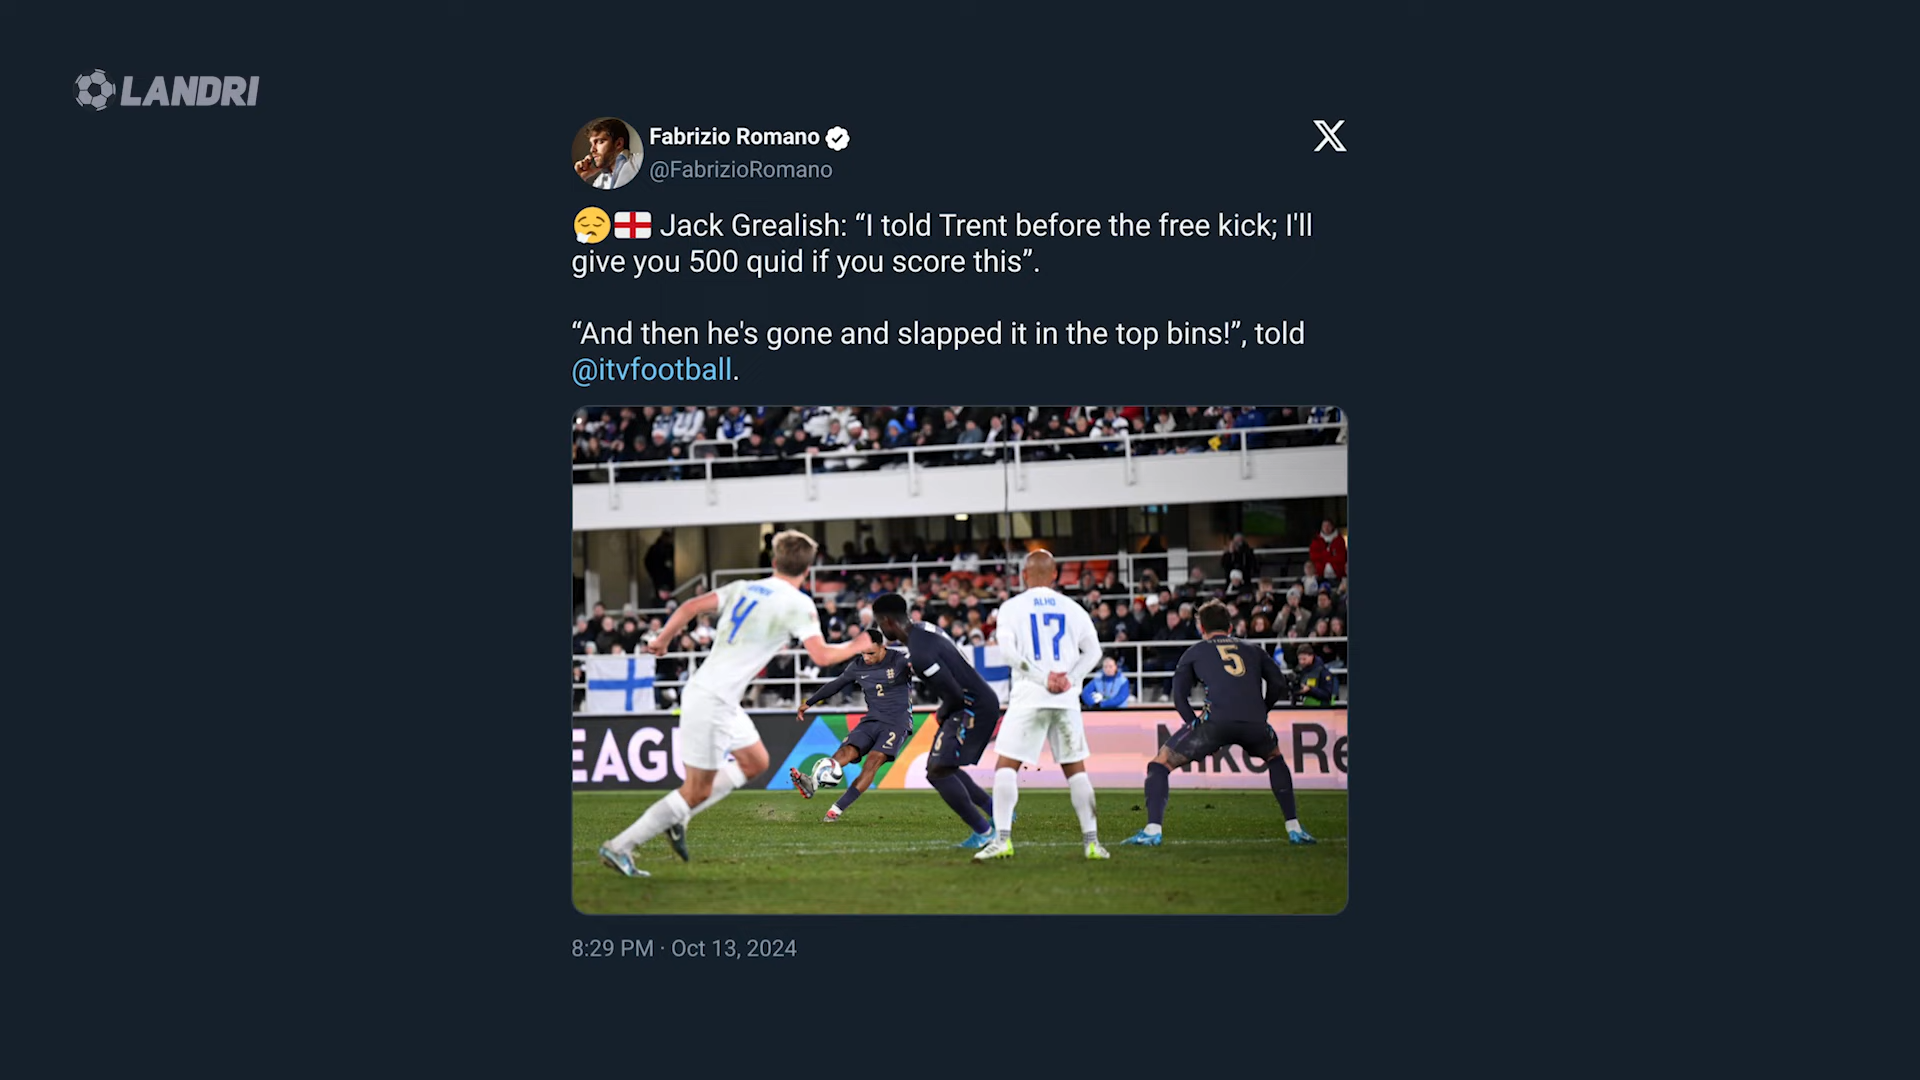 LANDRI
Fabrizio Romano
@FabrizioRomano
Jack Grealish: “I told Trent before the free kick; I'll
give you 500 quid if you score this”.
“And then he's gone and slapped it in the top bins!”, told
@itvfootball.
4
ALHO
17
5
2
2
6
EAGU
Re
8:29 PM · Oct 13, 2024